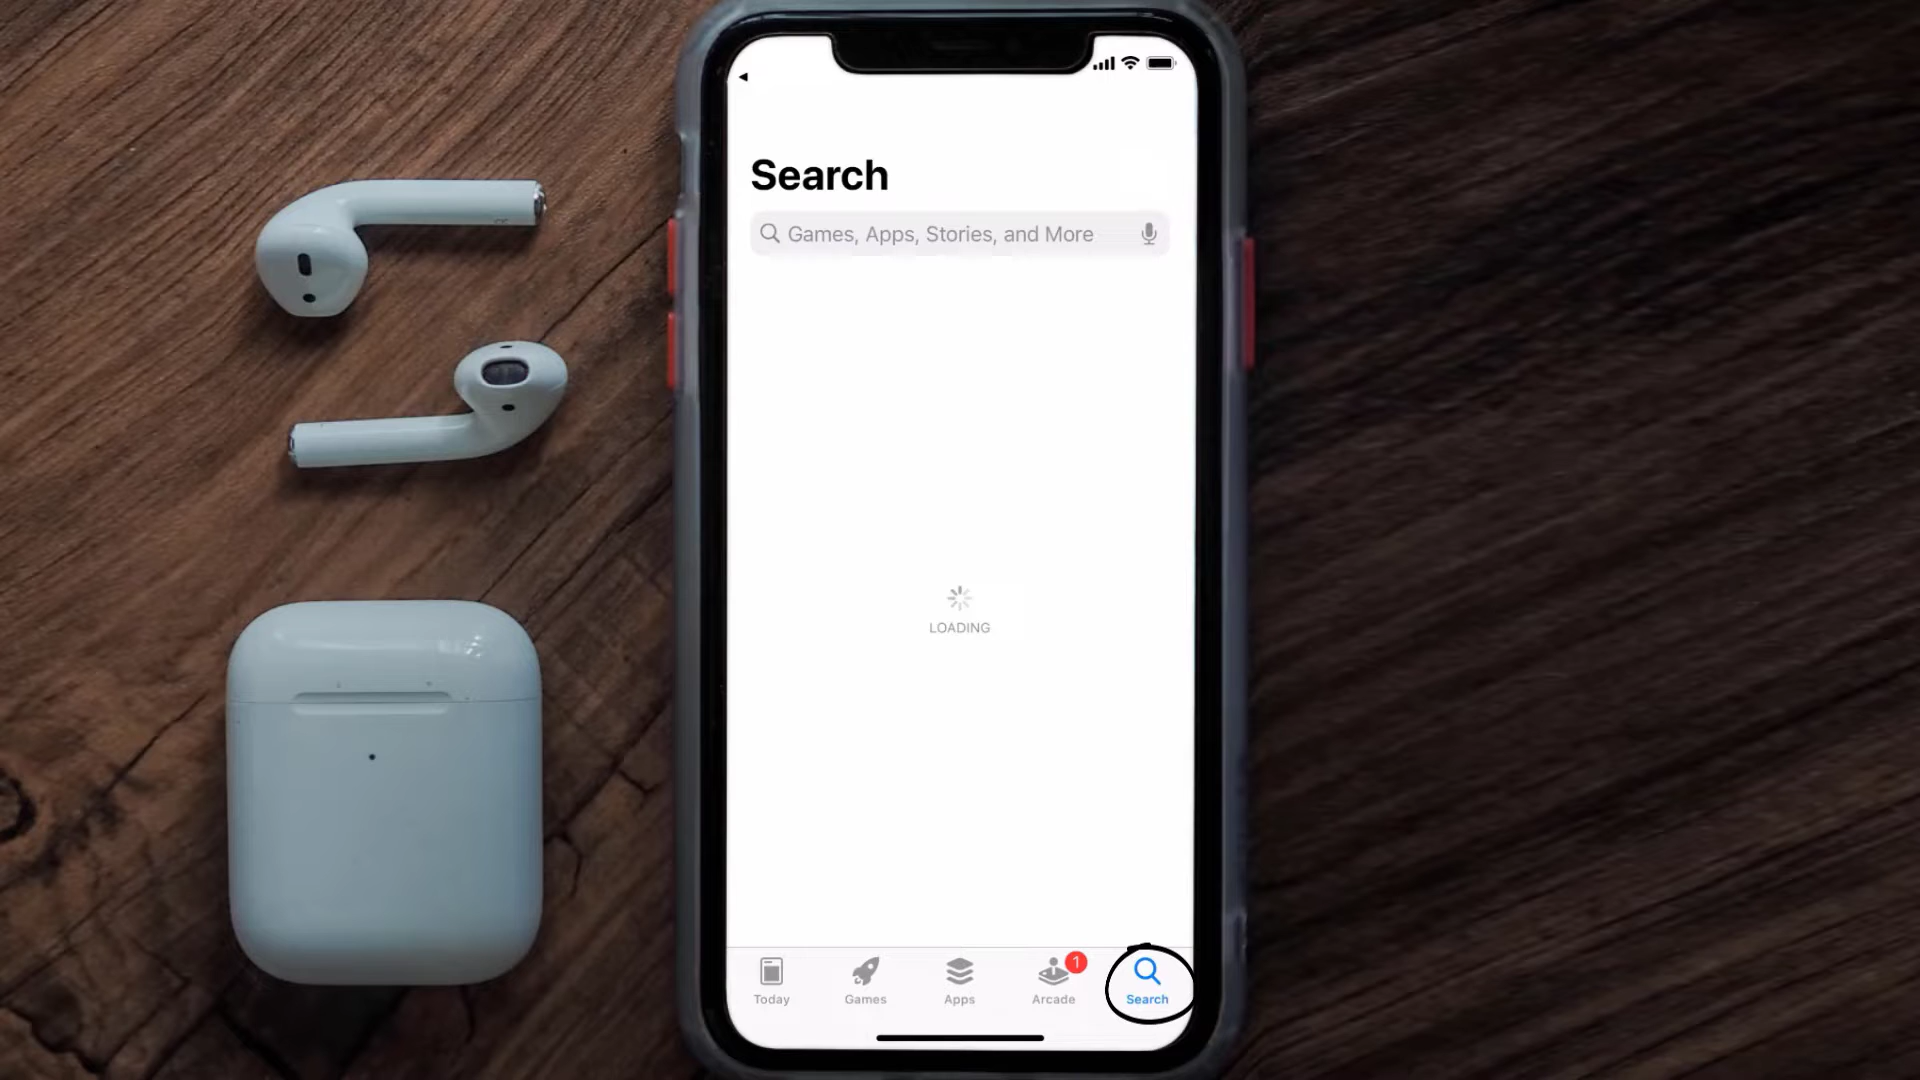 Search
Games, Apps, Stories, and More
LOADING
1
Today
Games
Apps
Arcade
Search